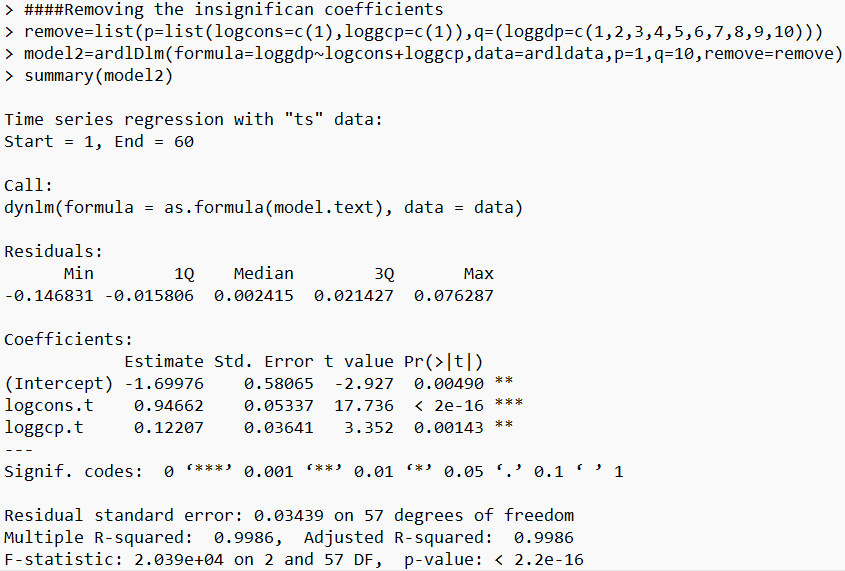 > ####Removing the insignifican coefficients
> remove=list(p=list(logcons=c(1),loggcp=c(1)),q=(loggdp=c(1,2,3,4,5,6,7,8,9,10)))
> model2=ardlDlm(formula=loggdp~logcons+loggcp,data=ardldata,p=1,q=10,remove=remove)
> summary(model2)

Time series regression with "ts" data:
Start = 1, End = 60

Call:
dynlm(formula = as.formula(model.text), data = data)

Residuals:
      Min        1Q    Median        3Q       Max
-0.146831 -0.015806  0.002415  0.021427  0.076287

Coefficients:
            Estimate Std. Error t value Pr(>|t|)
(Intercept) -1.69976    0.58065  -2.927  0.00490 **
logcons.t    0.94662    0.05337  17.736  < 2e-16 ***
loggcp.t     0.12207    0.03641   3.352  0.00143 **
---
Signif. codes:  0 ‘***’ 0.001 ‘**’ 0.01 ‘*’ 0.05 ‘.’ 0.1 ‘ ’ 1

Residual standard error: 0.03439 on 57 degrees of freedom
Multiple R-squared:  0.9986,	Adjusted R-squared:  0.9986
F-statistic: 2.039e+04 on 2 and 57 DF,  p-value: < 2.2e-16